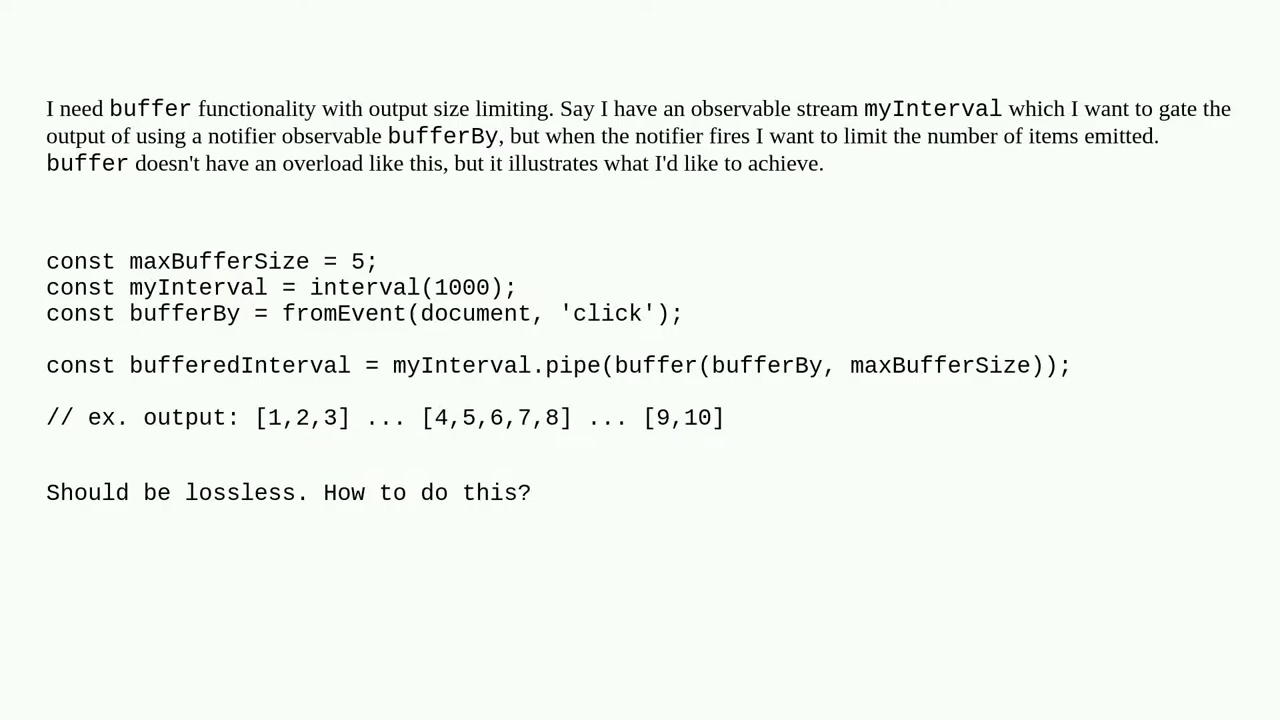 I need buffer functionality with output size limiting. Say I have an observable stream myInterval which I want to gate the
output of using a notifier observable bufferBy, but when the notifier fires I want to limit the number of items emitted.
buffer doesn't have an overload like this, but it illustrates what I'd like to achieve.
const maxBufferSize = 5;
const myInterval = interval(1000);
const bufferBy = fromEvent(document, 'click');
const bufferedInterval = myInterval.pipe(buffer(bufferBy, maxBufferSize));
// ex. output: [1,2,3] ... [4,5,6,7,8] ... [9,10]
Should be lossless. How to do this?